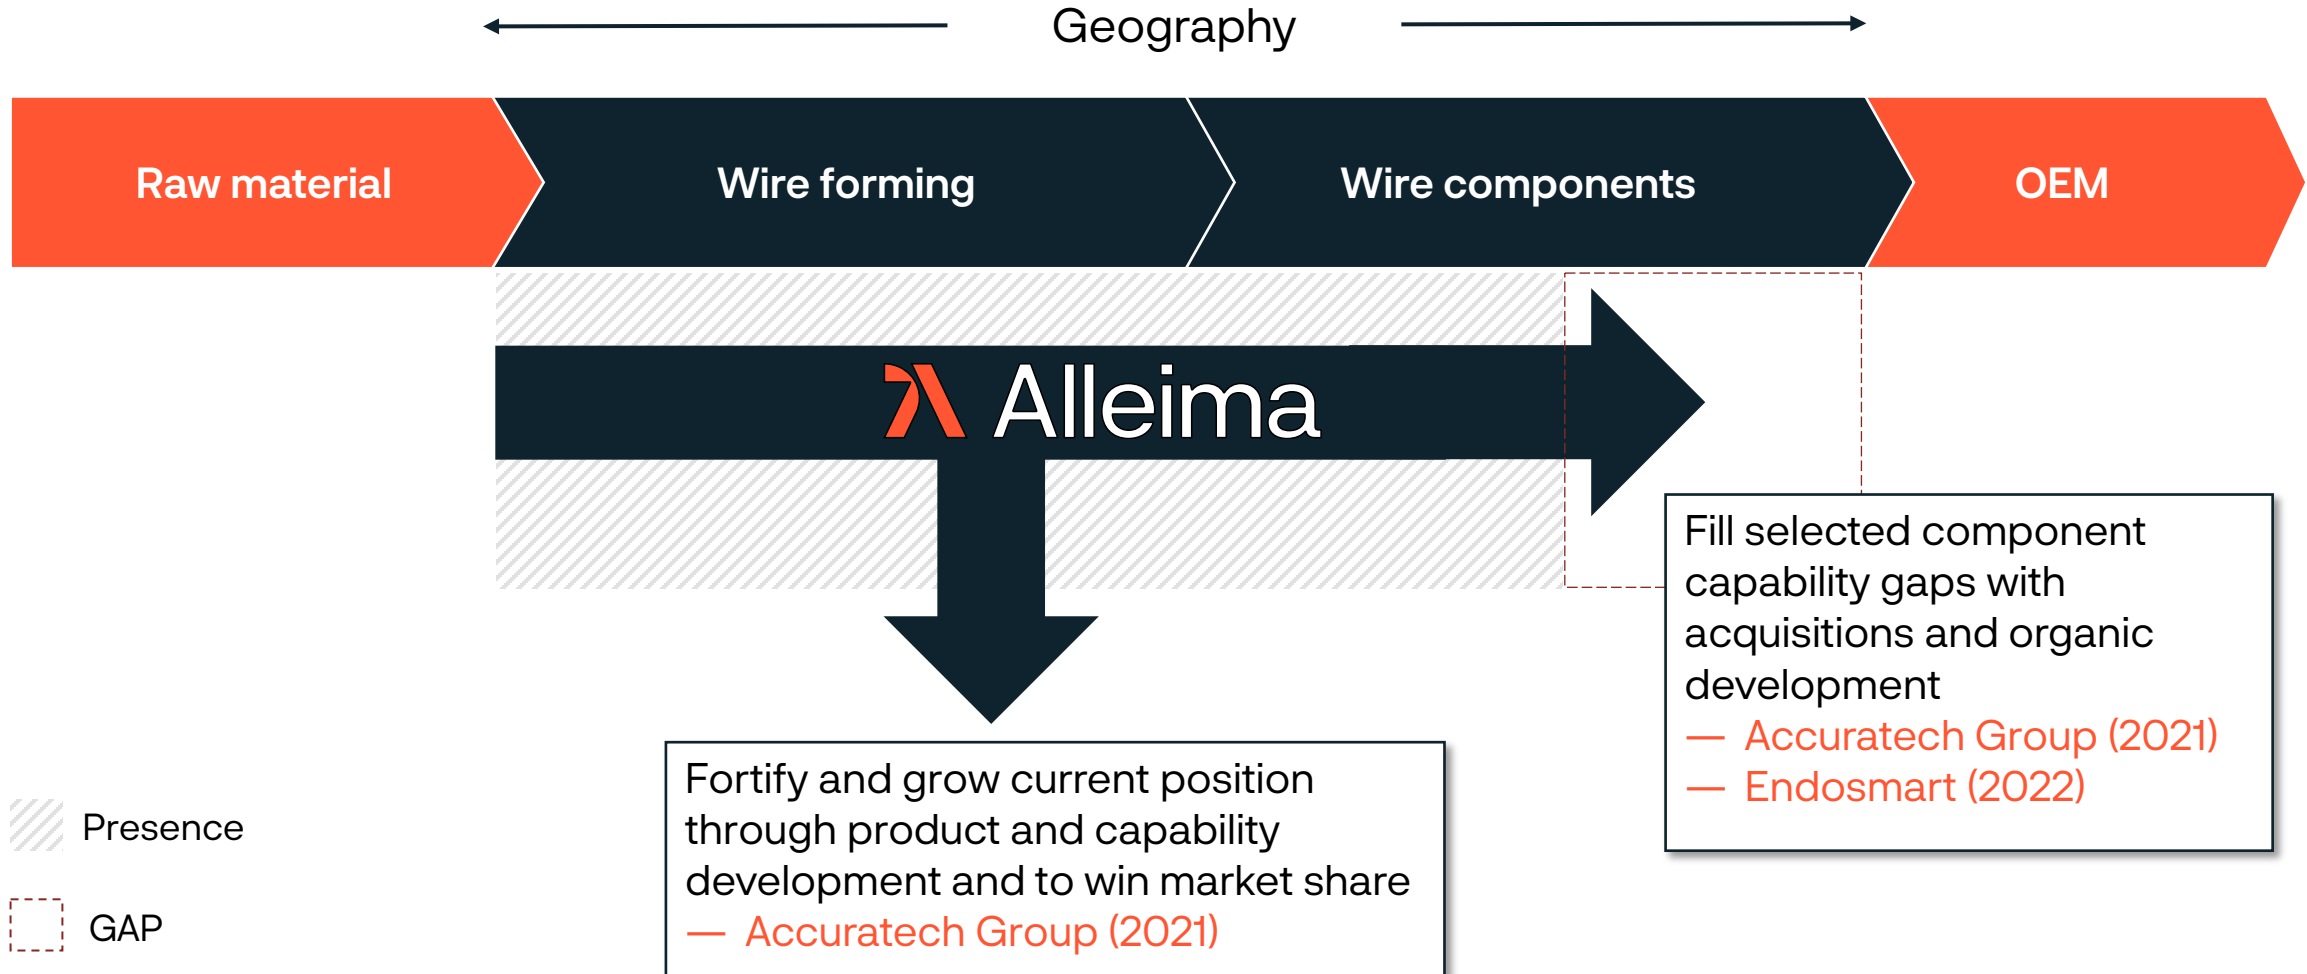 Geography
Raw material
Wire forming
Wire components
OEM
Alleima
Fill selected component
capability gaps with
acquisitions and organic
development
— Accuratech Group (2021)
— Endosmart (2022)
Fortify and grow current position
through product and capability
development and to win market share
— Accuratech Group (2021)
Presence
GAP